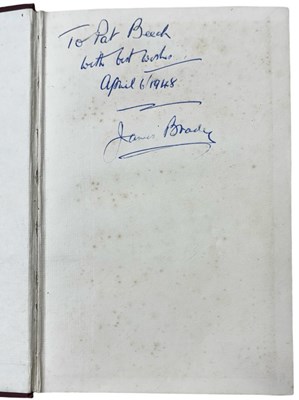 To Pat Beech
with best wishes.
April 6/1948
James Brady